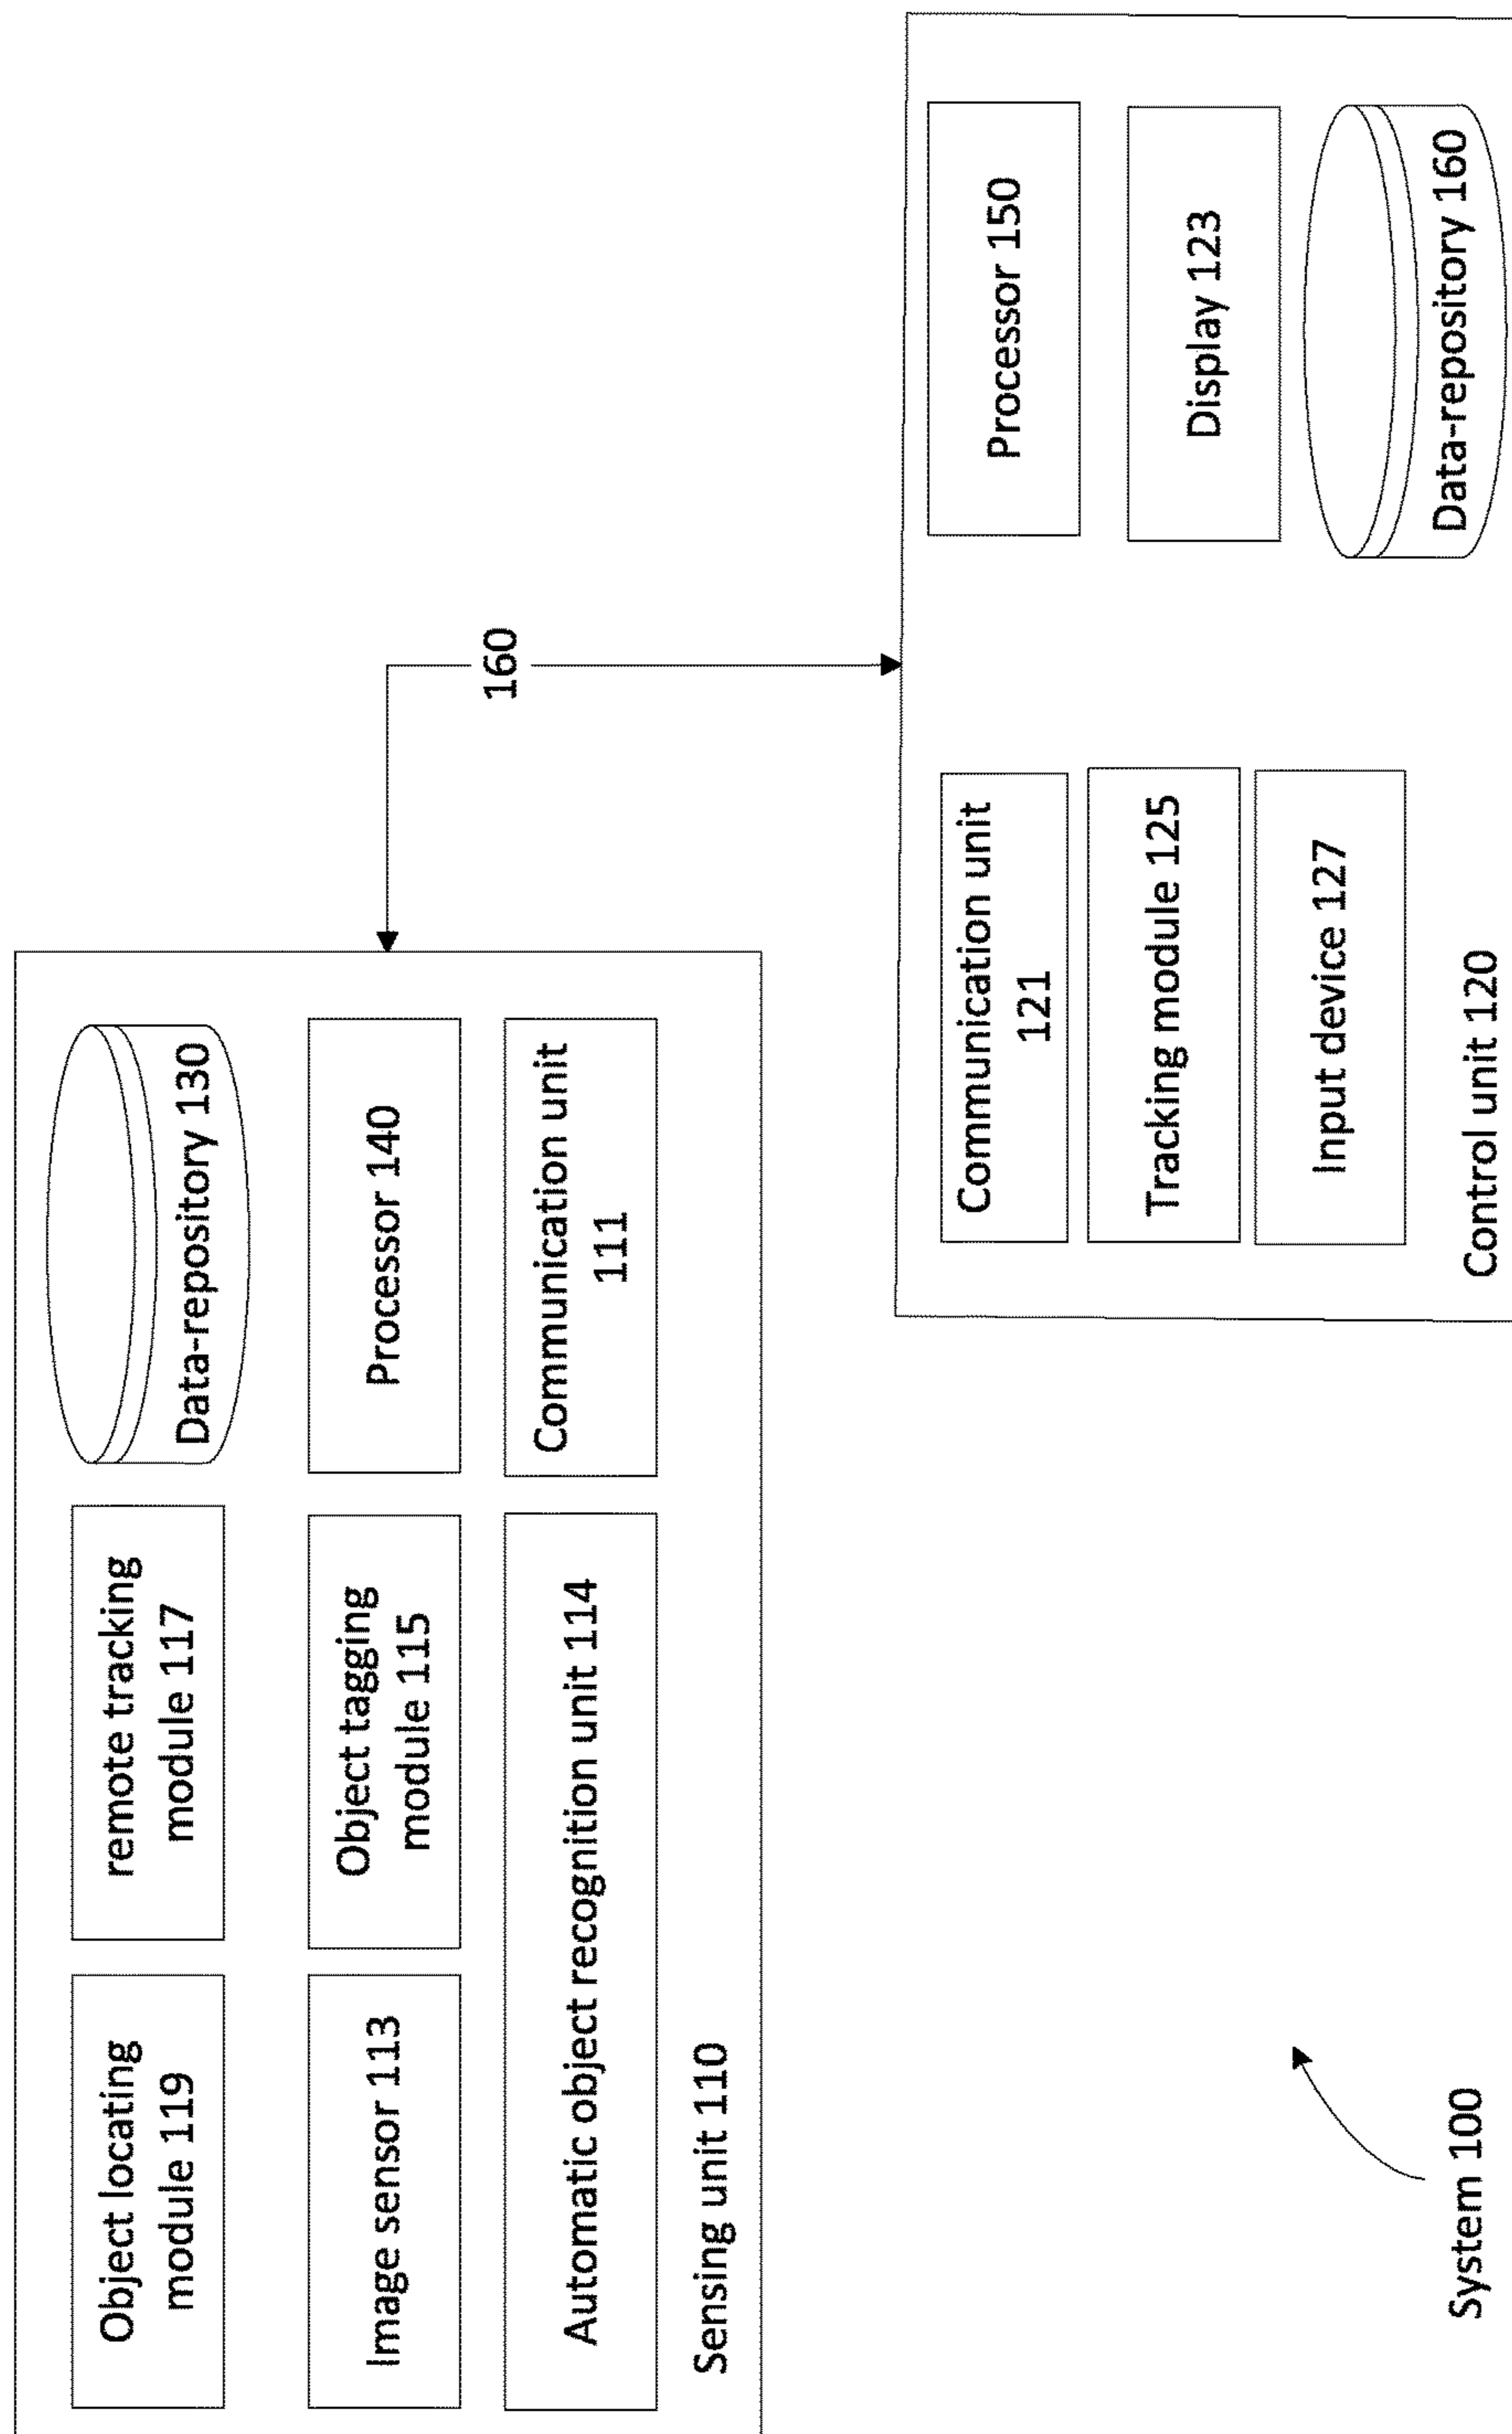 Object locating
module 119
remote tracking
module 117
Data-repository 130
Image sensor 113
Object tagging
module 115
Processor 140
Automatic object recognition unit 114
Communication unit
111
Sensing unit 110
160
Communication unit
121
Processor 150
Tracking module 125
Display 123
Input device 127
Data-repository 160
Control unit 120
System 100